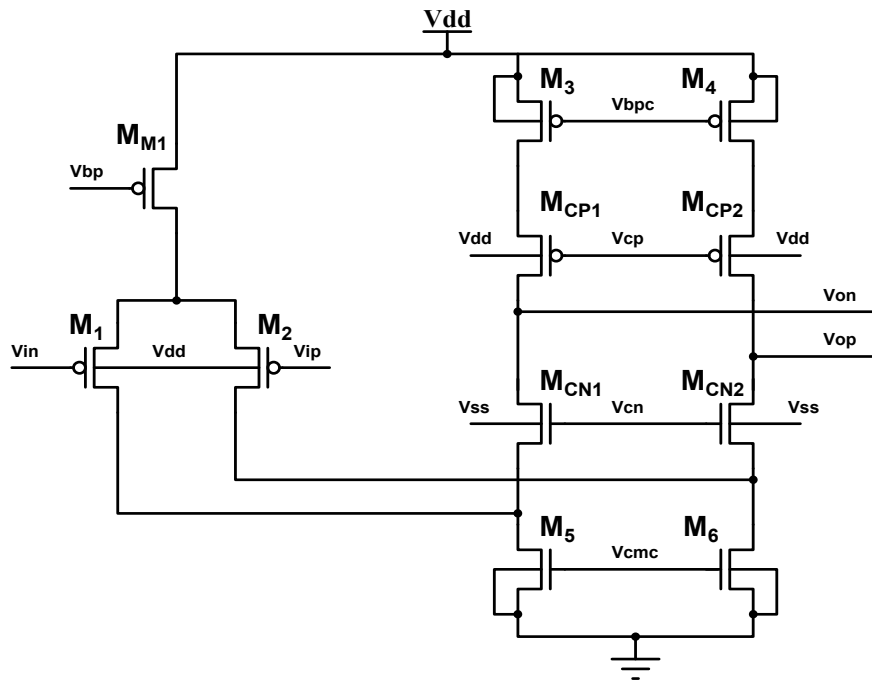 Vdd
M3
M4
Vbpc
MM1
Vbp
MCP1
MCP2
Vdd
Vcp
Vdd
Von
M1
M2
Vop
Vin
Vdd
Vip
MCN1
MCN2
Vss
Vcn
Vss
M5
M6
Vcmc